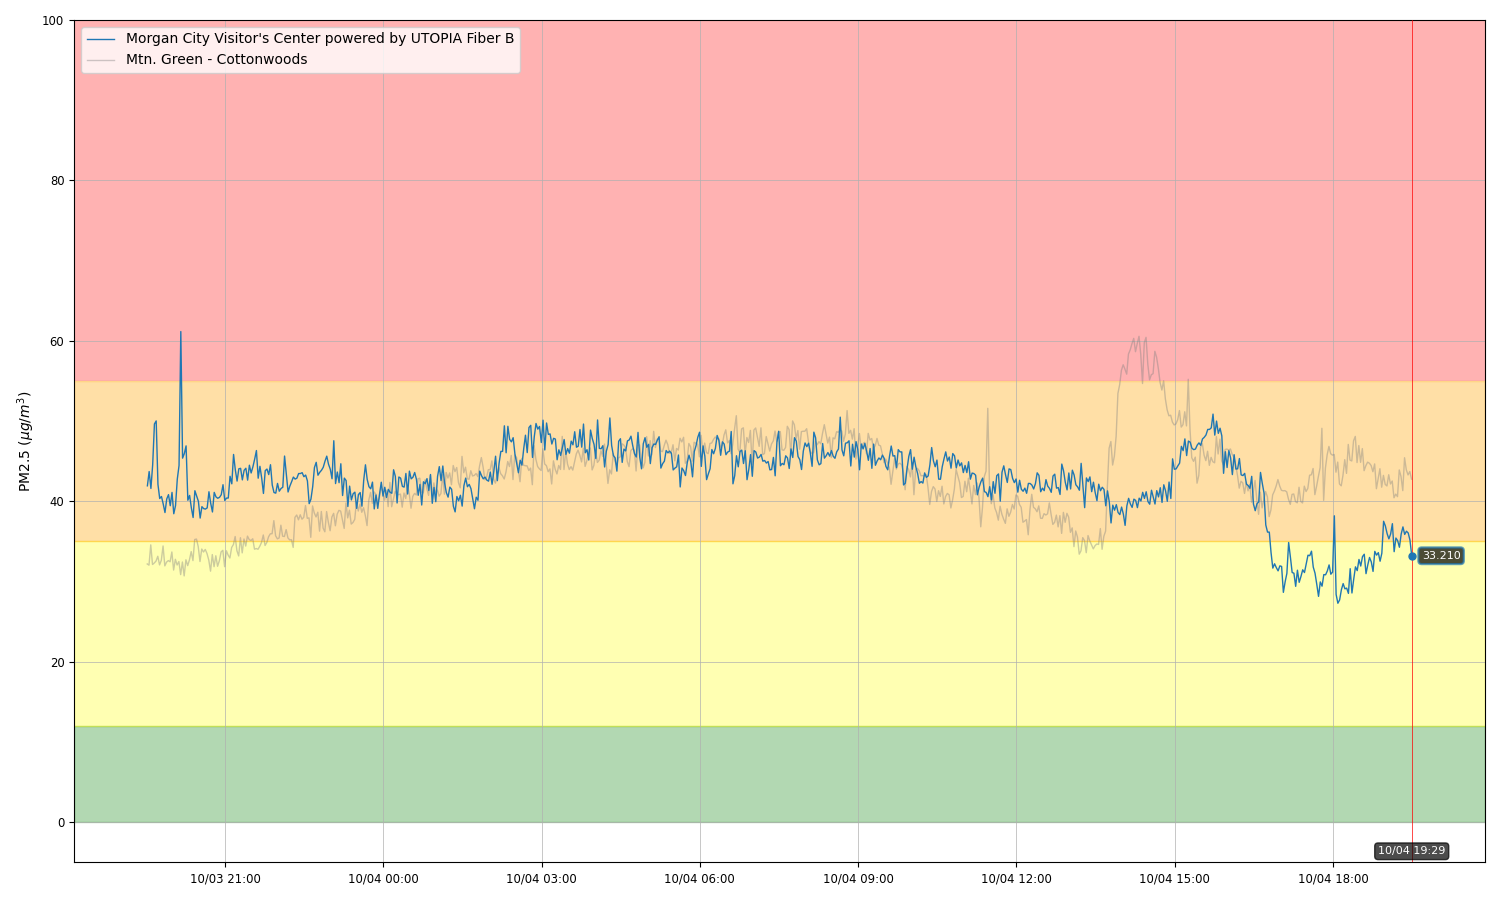 100
Morgan City Visitor's Center powered by UTOPIA Fiber B
Mtn. Green - Cottonwoods
80
60
PM2.5 (μg/m³)
40
33.210
20
0
10/04 19:29
10/03 21:00 10/04 00:00 10/04 03:00 10/04 06:00 10/04 09:00 10/04 12:00 10/04 15:00 10/04 18:00